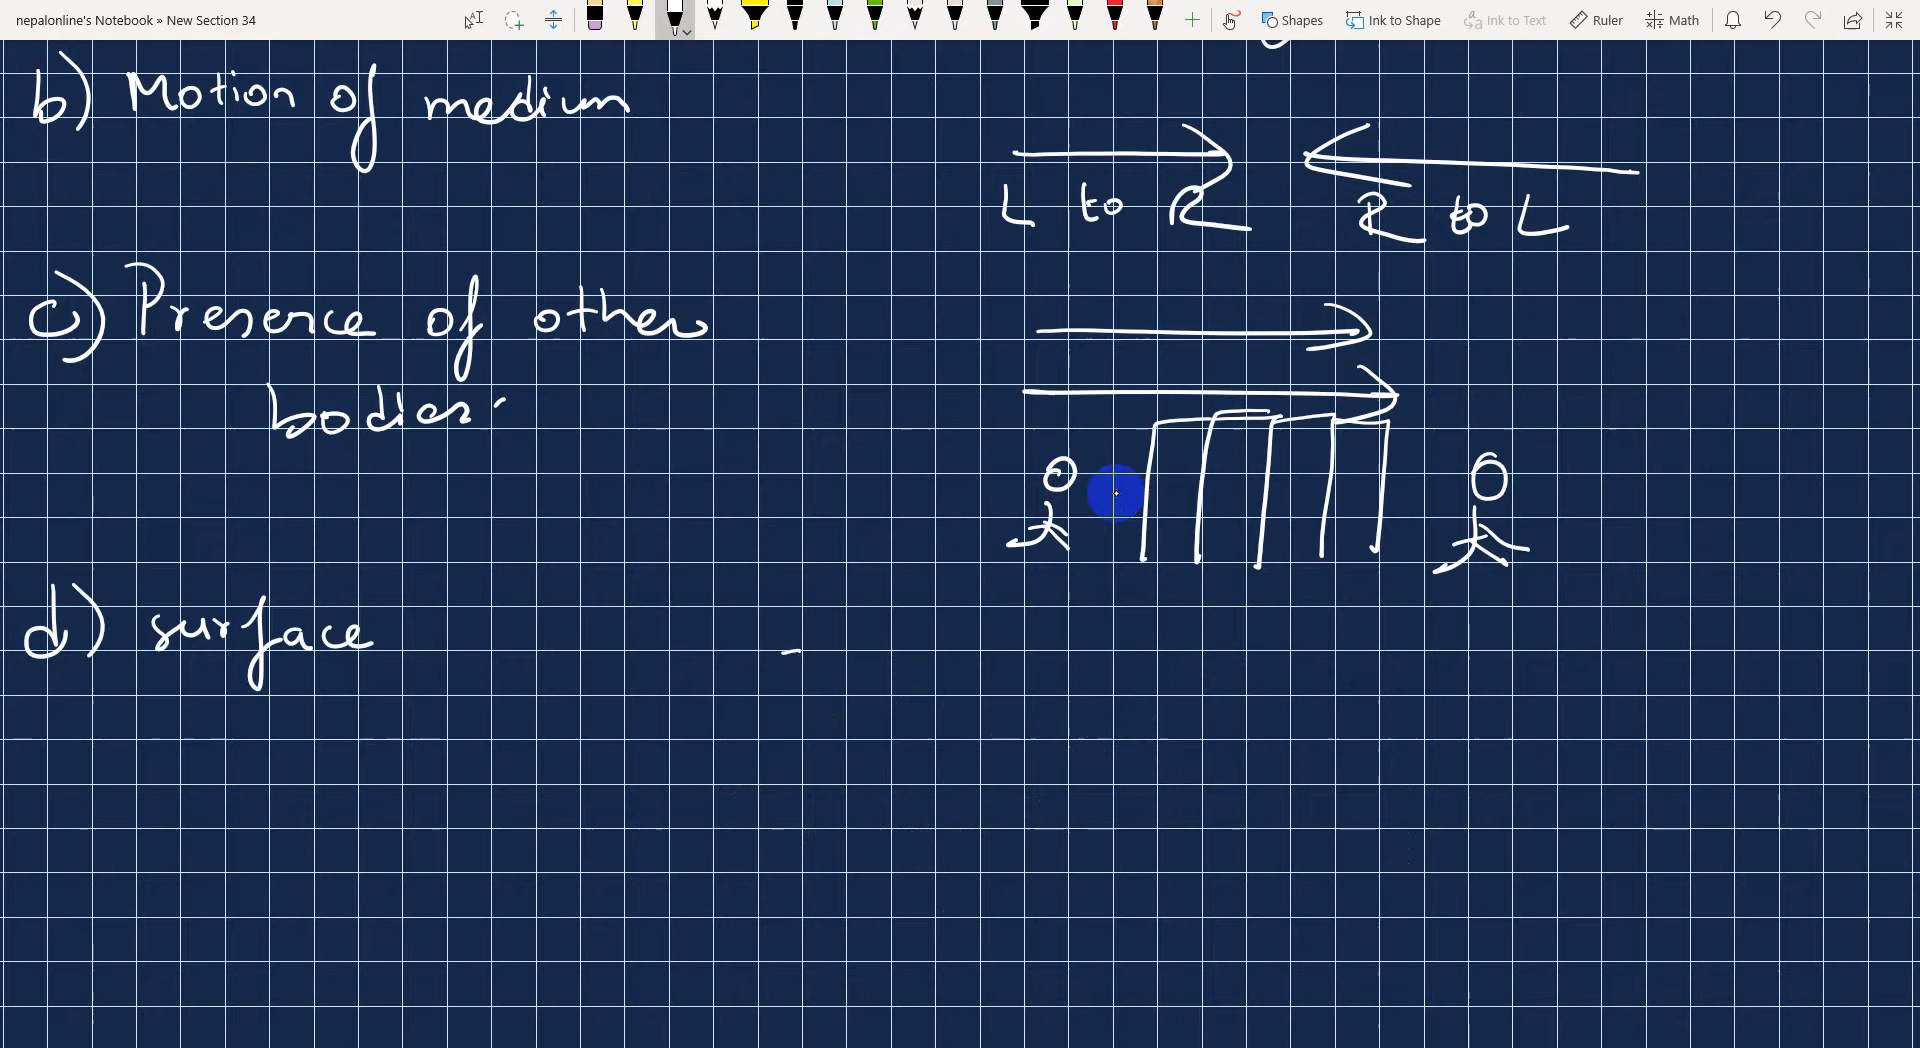 nepalonline's Notebook » New Section 34
Shapes
Ink to Shape
Ink to Text
Ruler
Math
b) Motion of medium
L to R
R to L
c) Presence of other
bodies.
d) surface